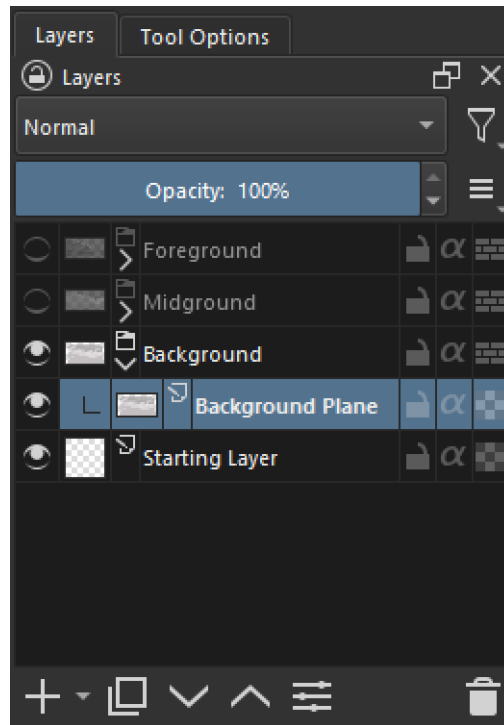 Layers Tool Options
Layers
Normal
Opacity: 100%
Foreground
Midground
Background
Background Plane
Starting Layer